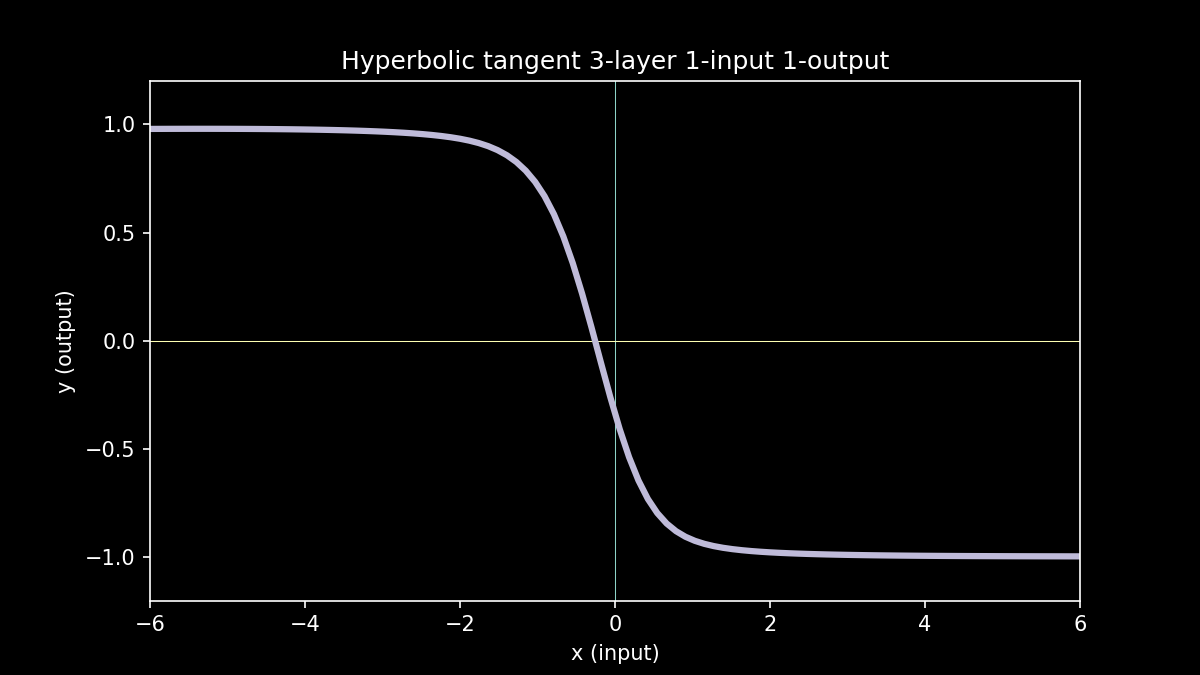 Hyperbolic tangent 3-layer 1-input 1-output
1.0
0.5
0.0
−0.5
−1.0
y (output)
−6 −4 −2 0 2 4 6
x (input)